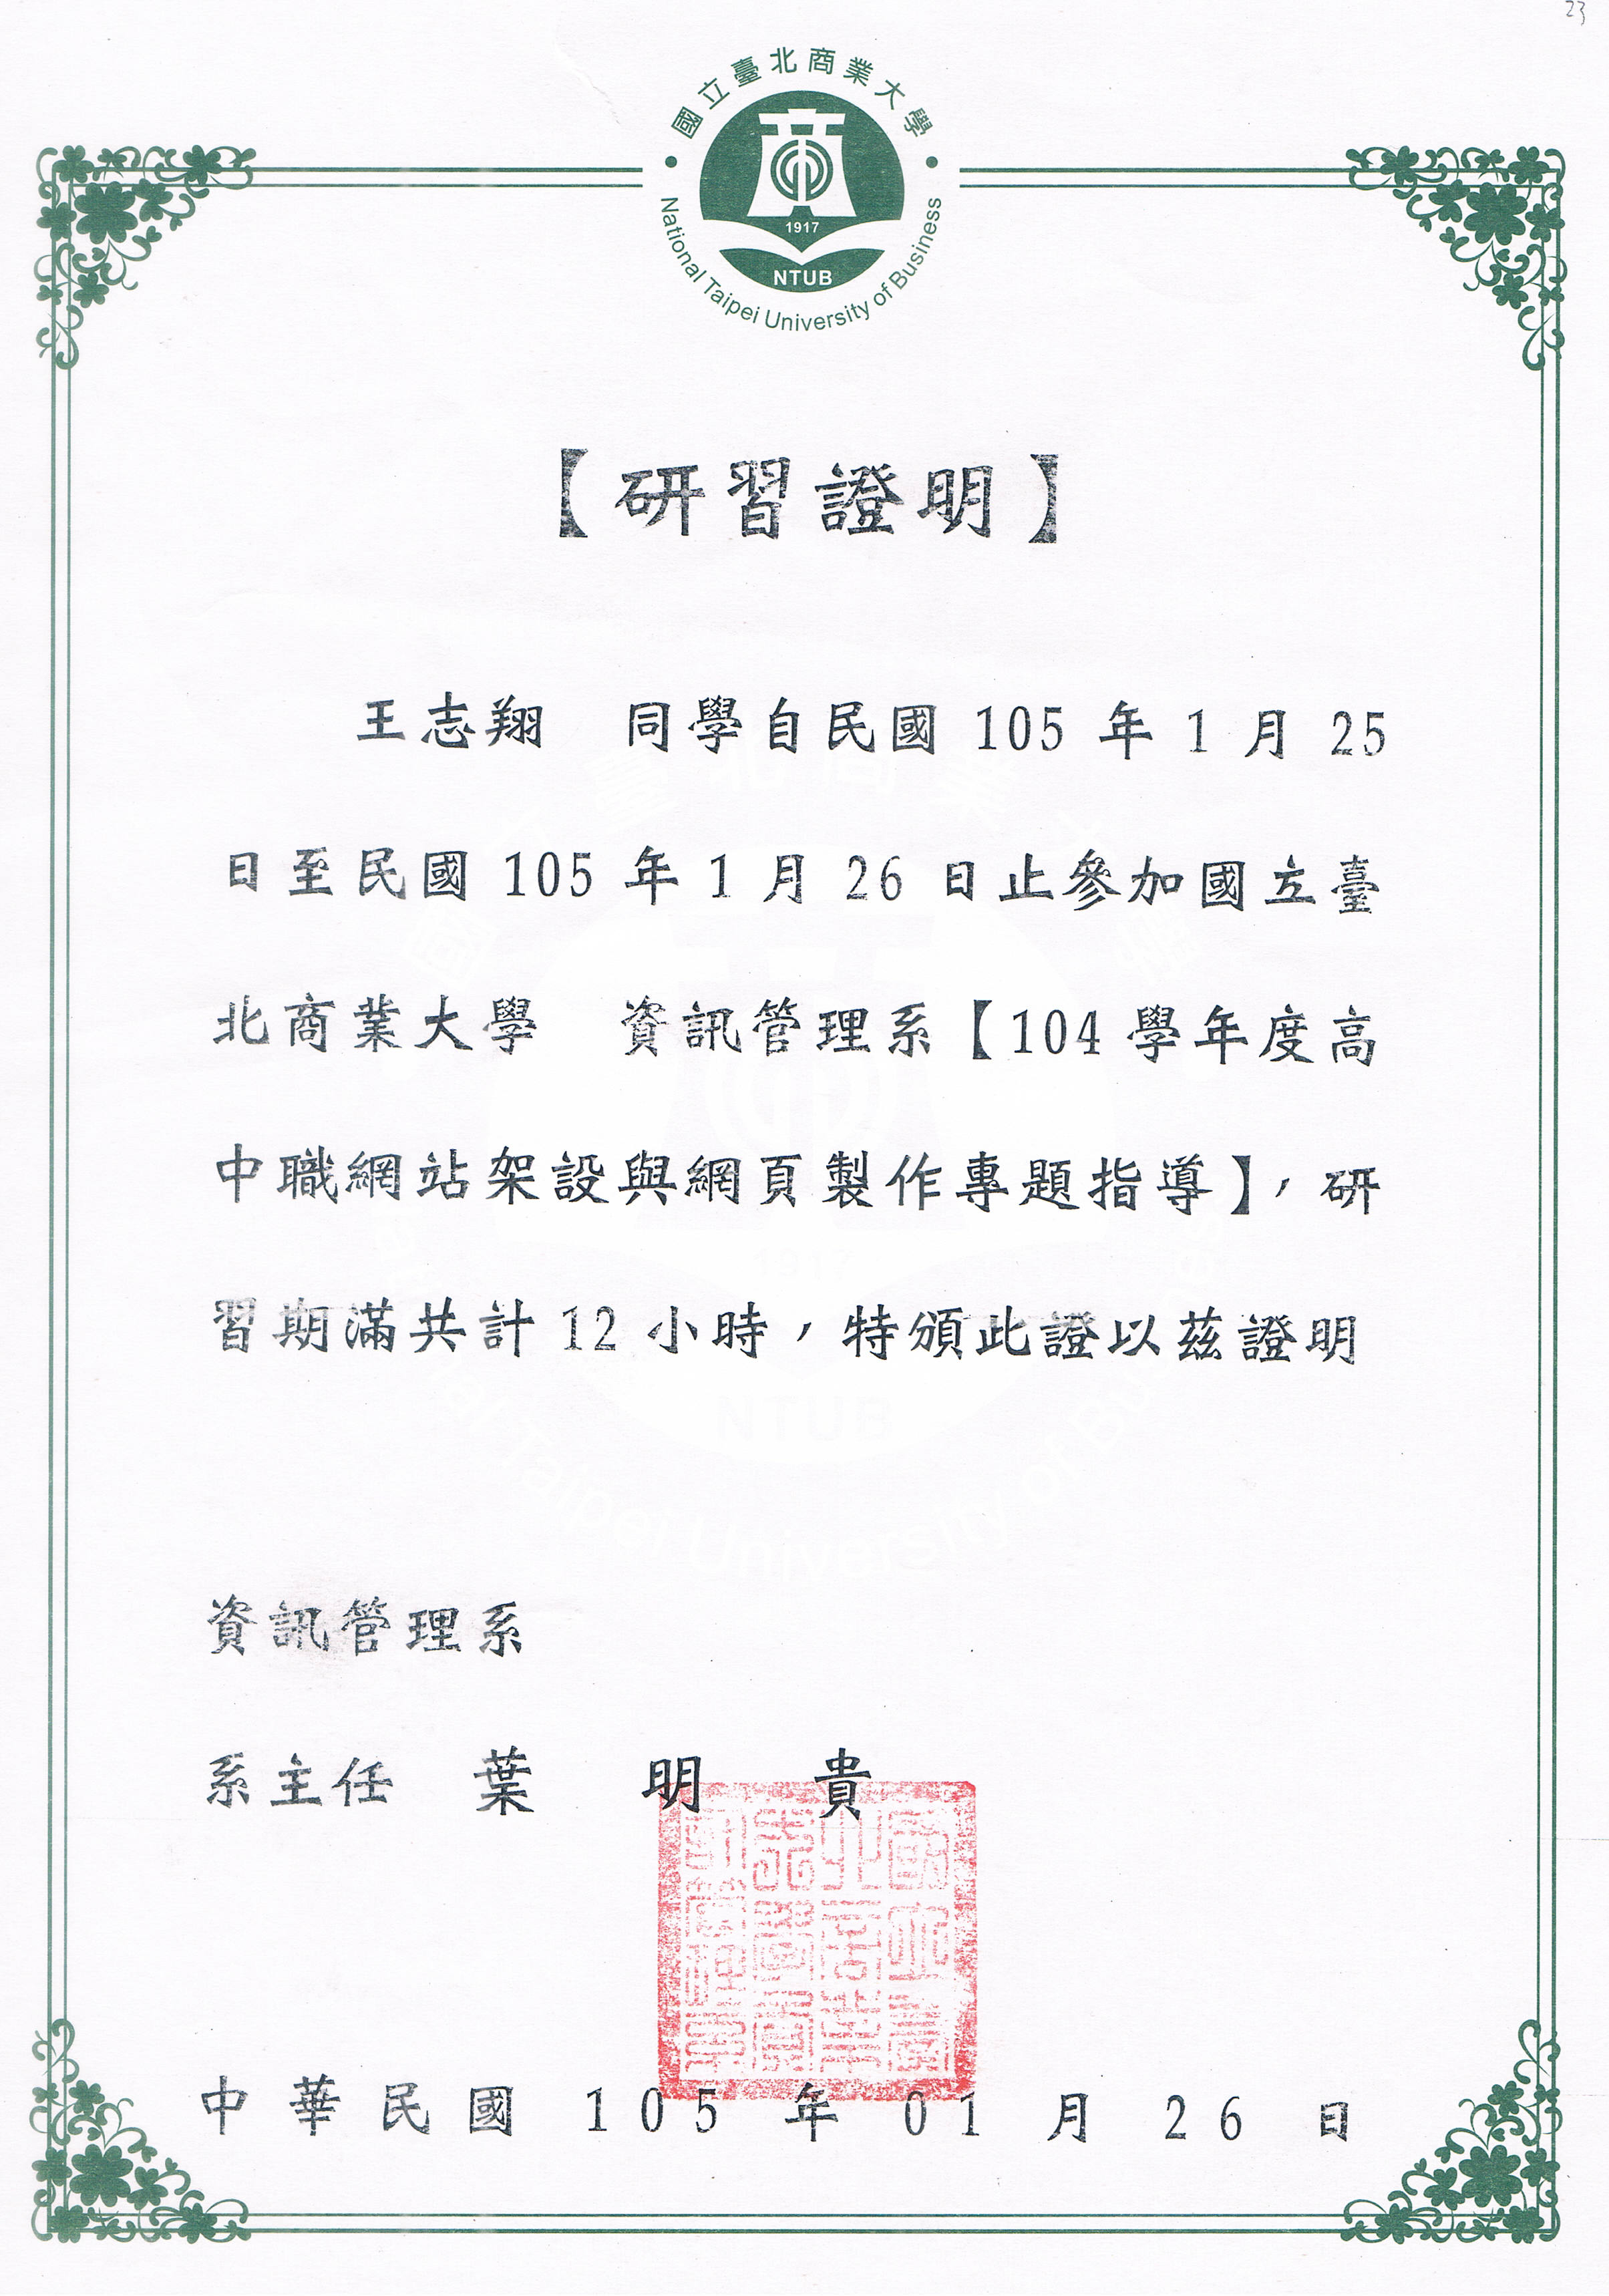 23
國立臺北商業大學
1917
NTUB
National Taipei University of Business
【研習證明】
王志翔　同學自民國 105 年 1 月 25
日至民國 105 年 1 月 26 日止參加國立臺
北商業大學　資訊管理系【104 學年度高
中職網站架設與網頁製作專題指導】，研
習期滿共計 12 小時，特頒此證以茲證明
資訊管理系
系主任　葉　明　貴
中華民國 105 年 01 月 26 日